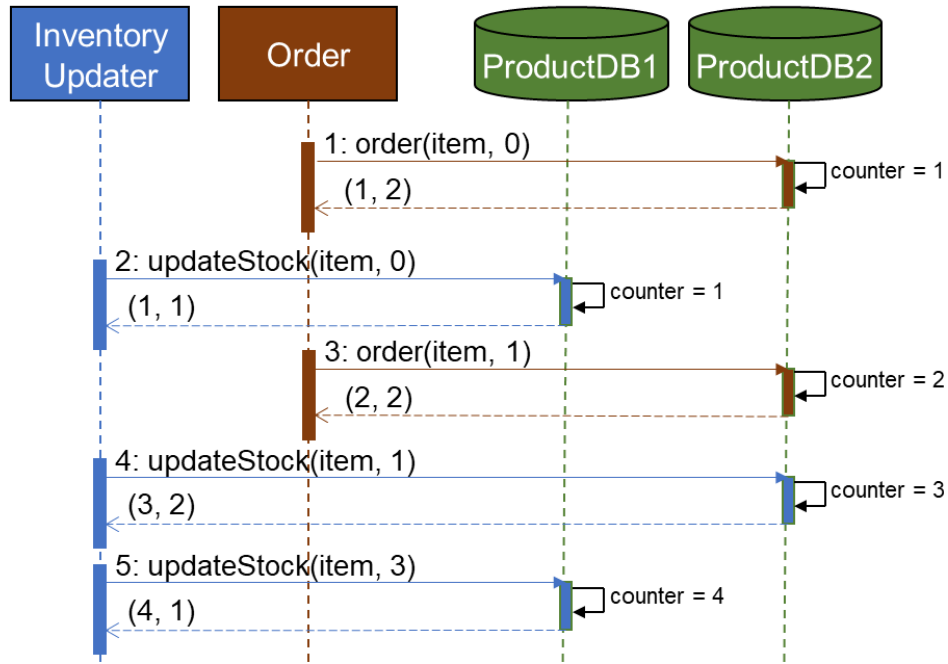 Inventory
Updater
Order
ProductDB1
ProductDB2
1: order(item, 0)
counter = 1
(1, 2)
2: updateStock(item, 0)
counter = 1
(1, 1)
3: order(item, 1)
counter = 2
(2, 2)
4: updateStock(item, 1)
counter = 3
(3, 2)
5: updateStock(item, 3)
counter = 4
(4, 1)